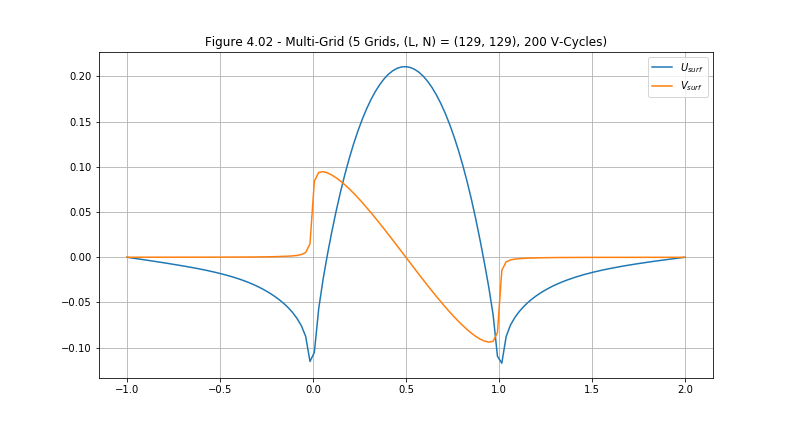 Figure 4.02 - Multi-Grid (5 Grids, (L, N) = (129, 129), 200 V-Cycles)
U_surf
V_surf
0.20
0.15
0.10
0.05
0.00
−0.05
−0.10
−1.0 −0.5 0.0 0.5 1.0 1.5 2.0